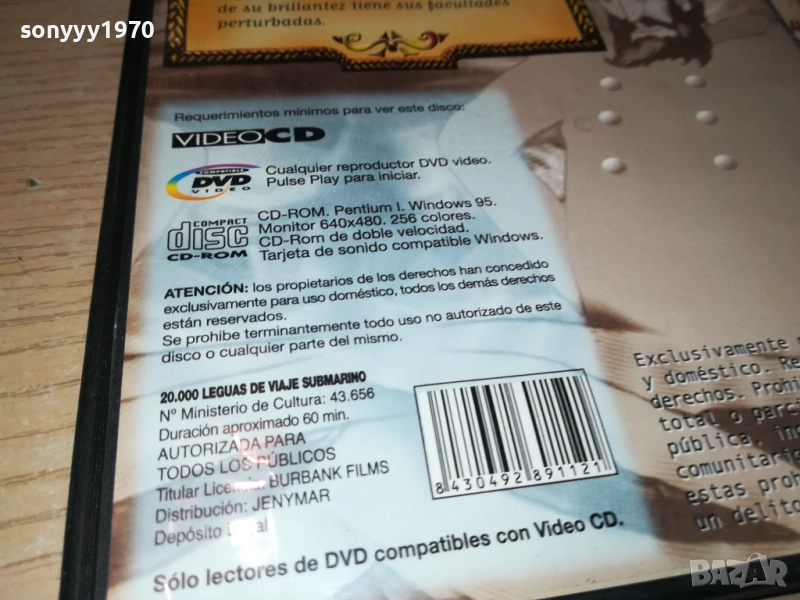 sonyyy1970
de su brillantez tiene sus facultades
perturbadas.
Requerimientos mínimos para ver este disco:
VIDEO CD
COMPATIBLE
DVD
VIDEO
Cualquier reproductor DVD video.
Pulse Play para iniciar.
COMPACT
disc
CD-ROM
CD-ROM. Pentium I. Windows 95.
Monitor 640x480. 256 colores.
CD-Rom de doble velocidad.
Tarjeta de sonido compatible Windows.
ATENCIÓN: los propietarios de los derechos han concedido
exclusivamente para uso doméstico, todos los demás derechos
están reservados.
Se prohibe terminantemente todo uso no autorizado de este
disco o cualquier parte del mismo.
20.000 LEGUAS DE VIAJE SUBMARINO
Nº Ministerio de Cultura: 43.656
Duración aproximado 60 min.
AUTORIZADA PARA
TODOS LOS PÚBLICOS
Titular Licencia: BURBANK FILMS
Distribución: JENYMAR
Depósito
8 430492 891121
Sólo lectores de DVD compatibles con Video CD.
Exclusivamente
y doméstico.
derechos.
total o
pública,
comunitario
estas
un
BAZAR